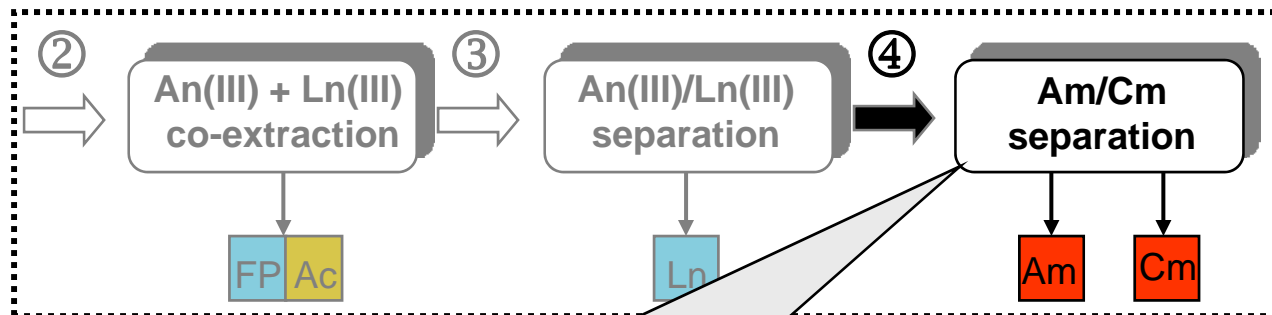 ②
An(III) + Ln(III)
co-extraction
③
An(III)/Ln(III)
separation
④
Am/Cm
separation
FP Ac
Ln
Am
Cm